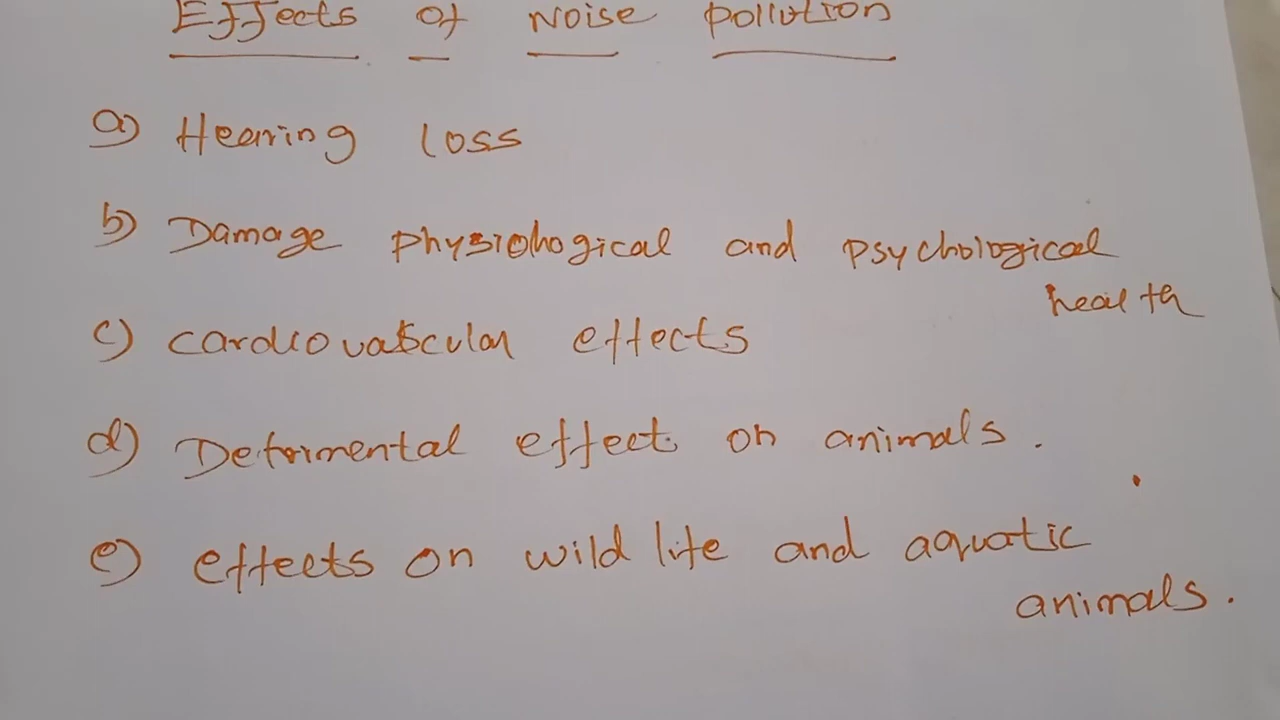 Effects of Noise pollution
a) Hearing loss
b) Damage physiological and psychological
health
c) cardiovascular effects
d) Detrimental effect on animals.
e) effects on wild life and aquatic
animals.